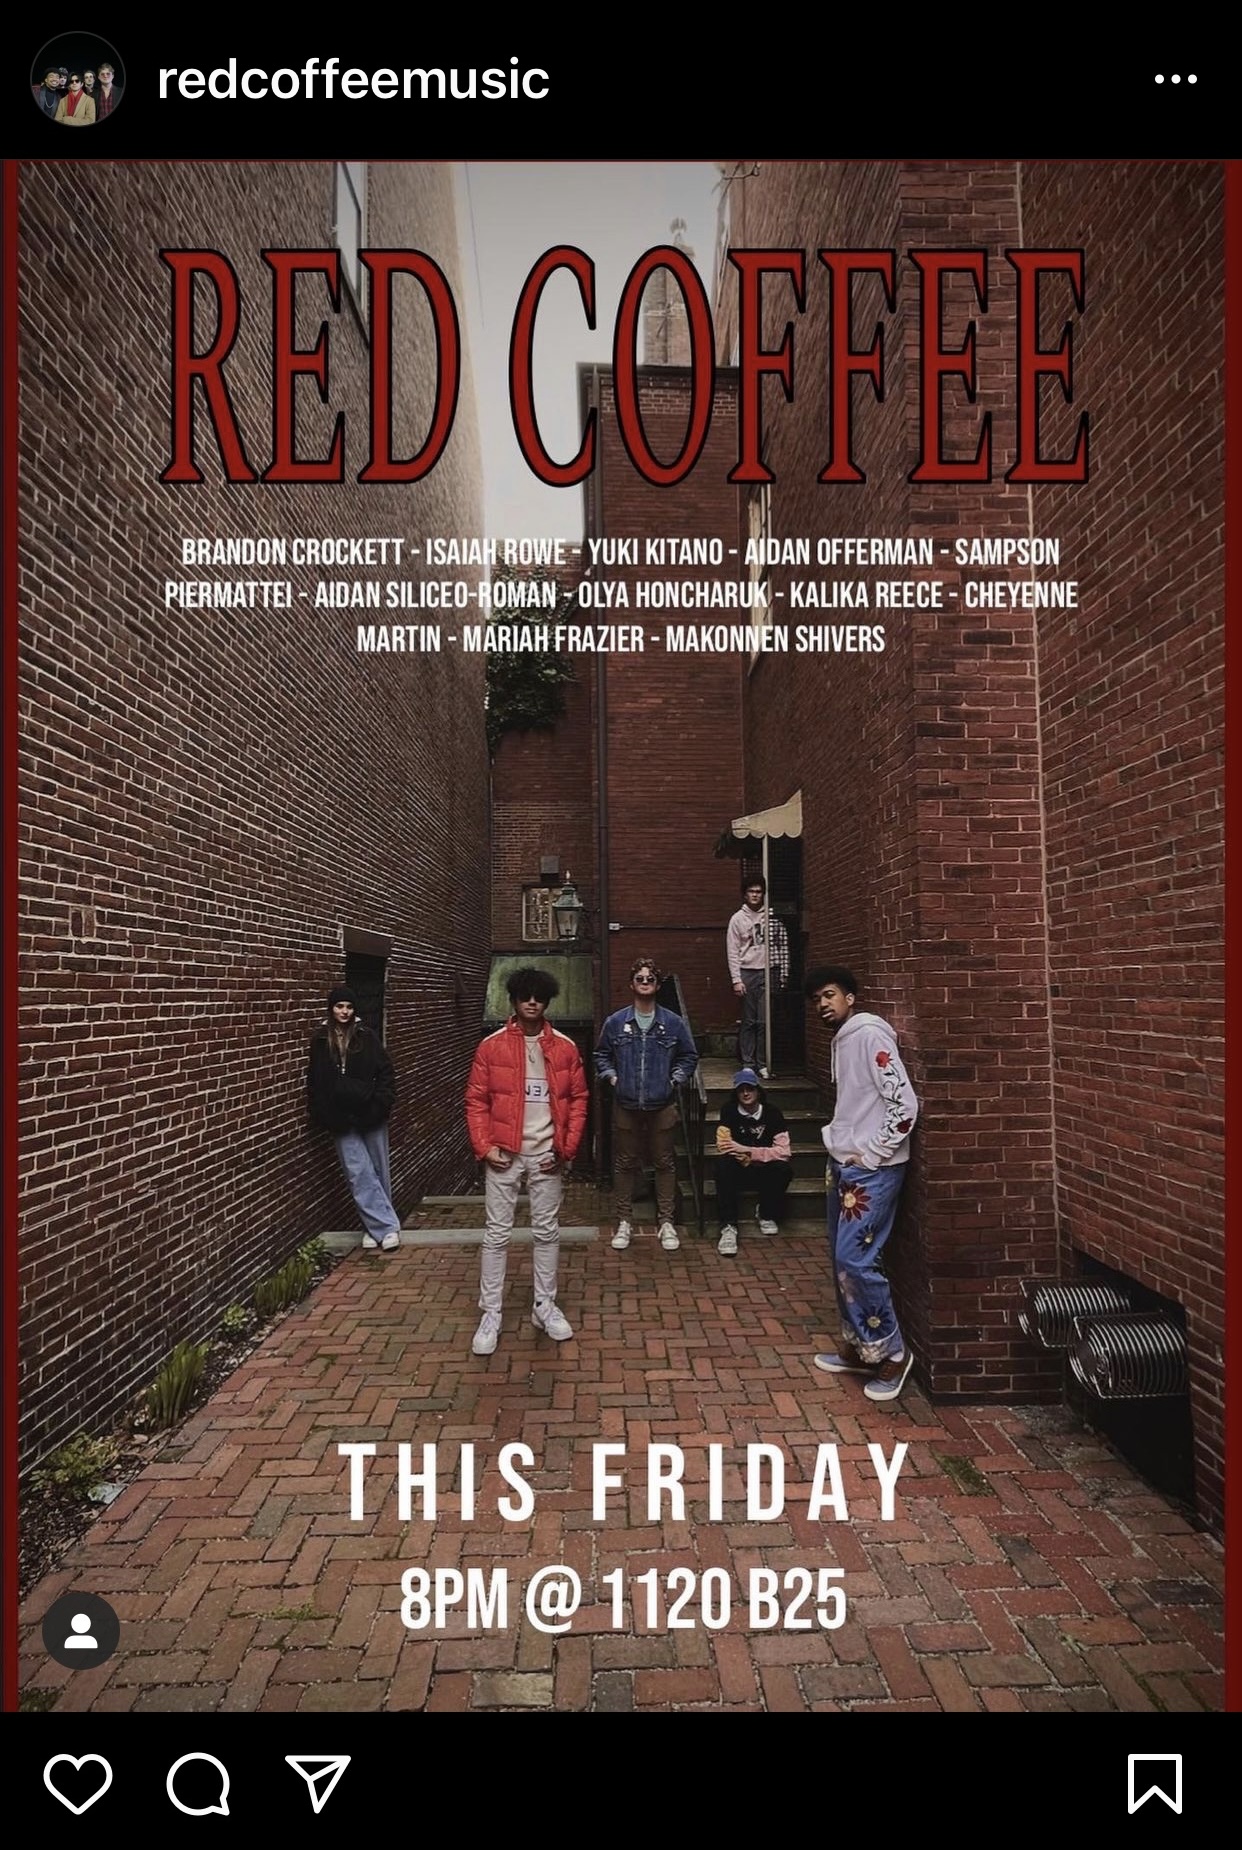 redcoffeemusic
RED COFFEE
BRANDON CROCKETT - ISAIAH ROWE - YUKI KITANO - AIDAN OFFERMAN - SAMPSON
PIERMATTEI - AIDAN SILICEO-ROMAN - OLYA HONCHARUK - KALIKA REECE - CHEYENNE
MARTIN - MARIAH FRAZIER - MAKONNEN SHIVERS
THIS FRIDAY
8PM @ 1120 B25